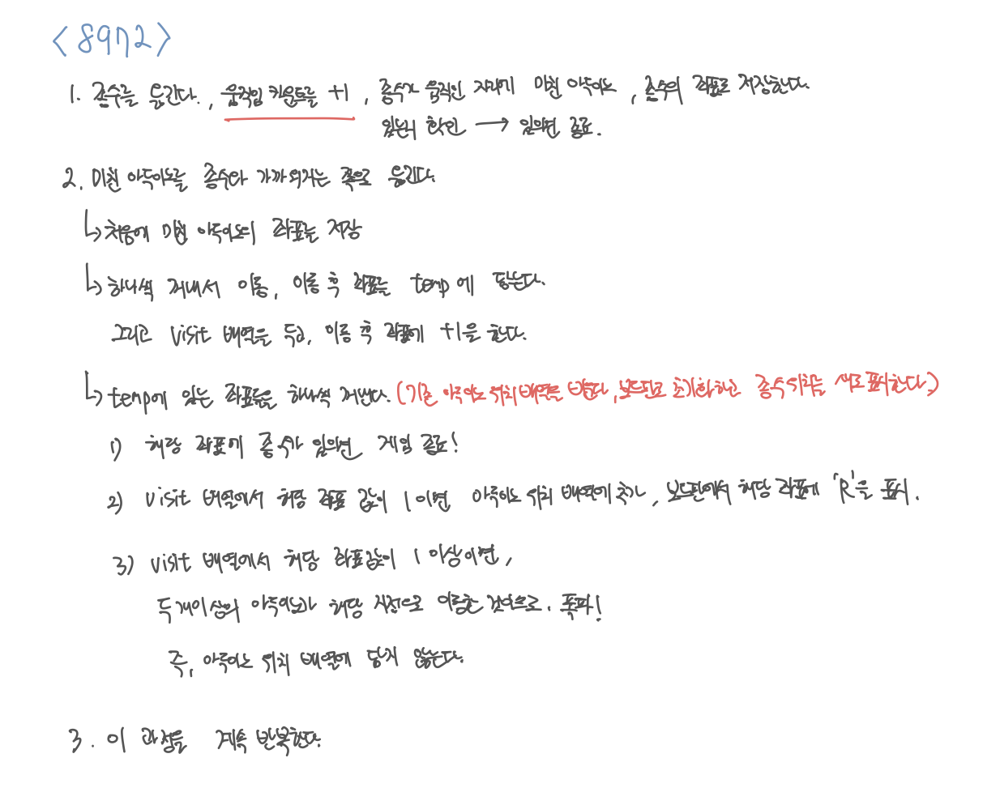 <8972>
1. 종수를 옮긴다. , 움직임 카운트를 +1 , 종수가 움직인 자리에 미친 아두이노 , 종수의 좌표로 저장한다.
있는지 확인 → 있으면 종료.
2. 미친 아두이노를 종수와 가까워지는 쪽으로 옮긴다.
↳ 처음에 미친 아두이노의 좌표를 저장
↳ 하나씩 꺼내서 이동, 이동 후 좌표를 temp에 담는다.
그리고 visit 배열을 두고, 이동 후 좌표에 +1을 한다.
↳ temp에 있는 좌표들을 하나씩 꺼낸다. (기존 아두이노 위치 배열을 비운다, 보드판도 초기화하고 종수 위치는 새로 표시한다.)
1) 해당 좌표에 종수가 있으면 게임 종료!
2) visit 배열에서 해당 좌표 값이 1이면 아두이노 위치 배열에 추가, 보드판에서 해당 좌표에 'R'을 표시.
3) visit 배열에서 해당 좌표값이 1 이상이면,
두개이상의 아두이노가 해당 지점으로 이동한 것이므로. 폭파!
즉, 아두이노 위치 배열에 담지 않는다.
3. 이 과정을 계속 반복한다.